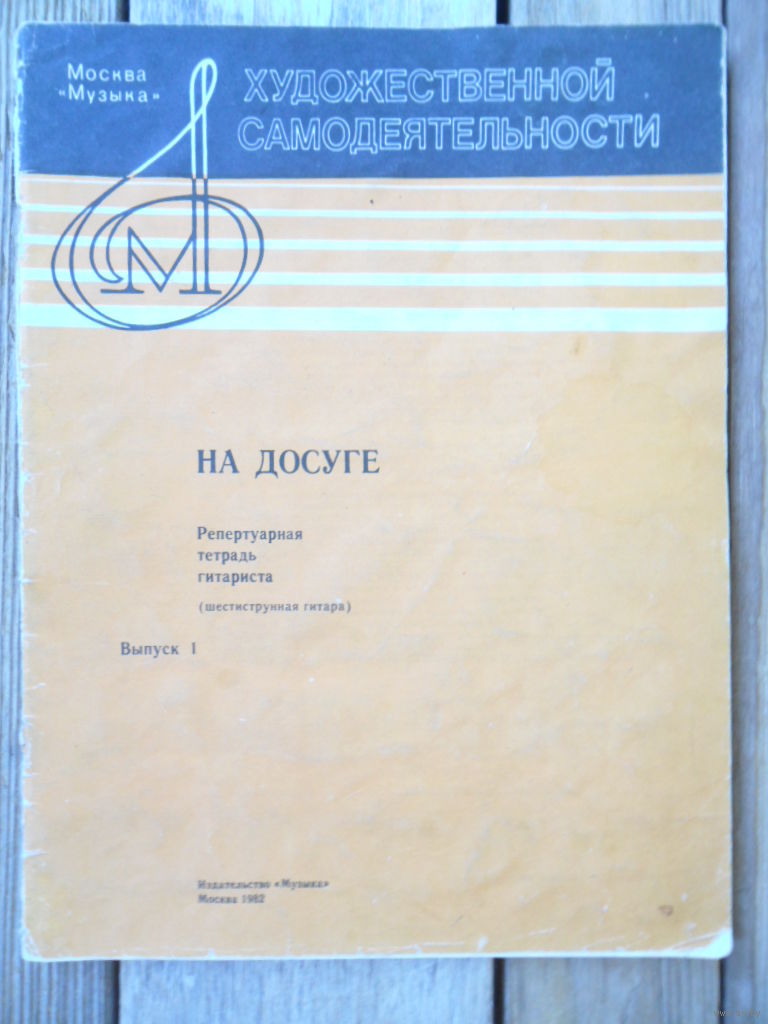 Москва
«Музыка»
ХУДОЖЕСТВЕННОЙ
САМОДЕЯТЕЛЬНОСТИ
М
НА ДОСУГЕ
Репертуарная
тетрадь
гитариста
(шестиструнная гитара)
Выпуск 1
Издательство «Музыка»
Москва 1982